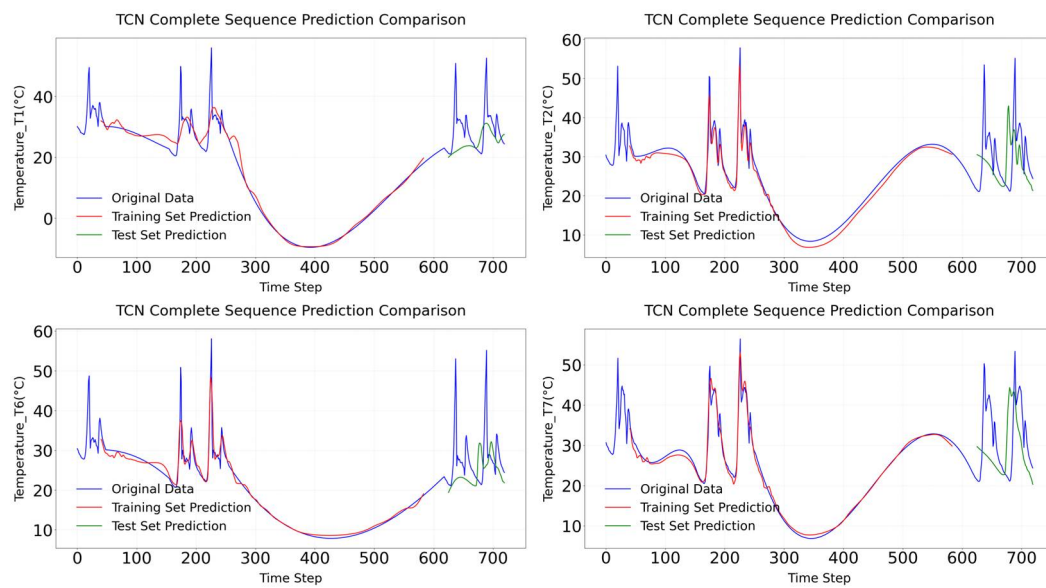 TCN Complete Sequence Prediction Comparison
Temperature_T1(°C)
40
20
0
Original Data
Training Set Prediction
Test Set Prediction
0 100 200 300 400 500 600 700
Time Step
TCN Complete Sequence Prediction Comparison
Temperature_T2(°C)
60
50
40
30
20
10
Original Data
Training Set Prediction
Test Set Prediction
0 100 200 300 400 500 600 700
Time Step
TCN Complete Sequence Prediction Comparison
Temperature_T6(°C)
60
50
40
30
20
10
Original Data
Training Set Prediction
Test Set Prediction
0 100 200 300 400 500 600 700
Time Step
TCN Complete Sequence Prediction Comparison
Temperature_T7(°C)
50
40
30
20
10
Original Data
Training Set Prediction
Test Set Prediction
0 100 200 300 400 500 600 700
Time Step